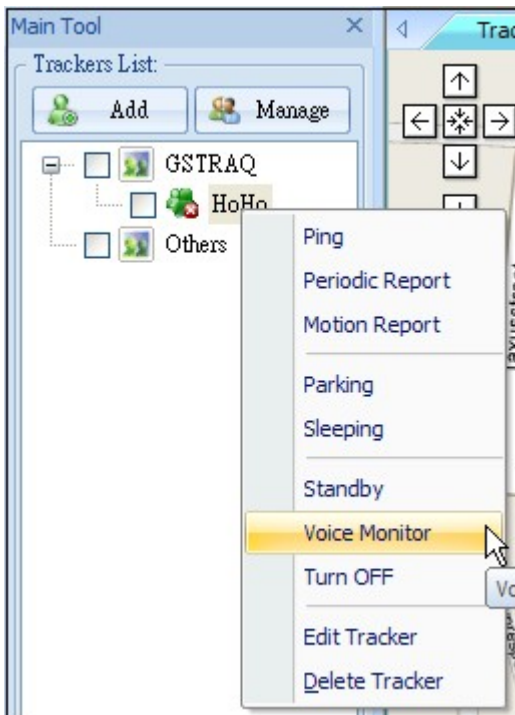 Main Tool
Trackers List:
Add
Manage
GSTRAQ
HoHo
Others
Ping
Periodic Report
Motion Report
Parking
Sleeping
Standby
Voice Monitor
Turn OFF
Edit Tracker
Delete Tracker